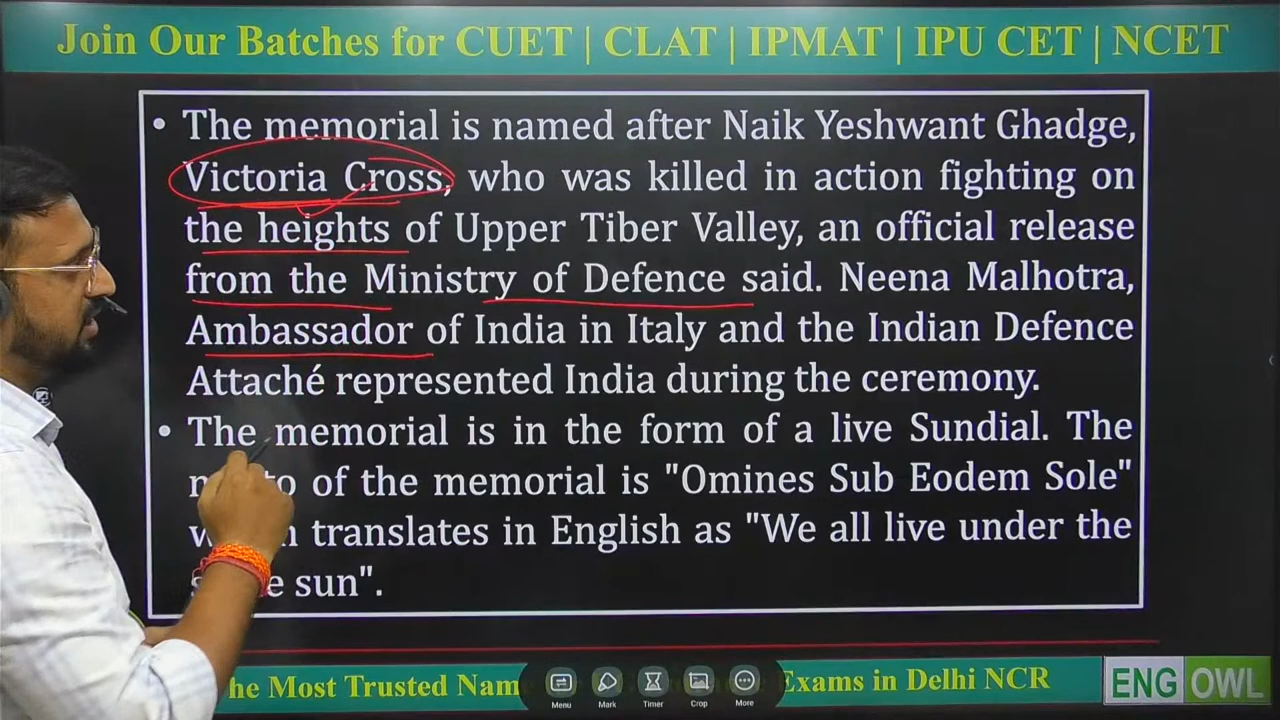 Join Our Batches for CUET | CLAT | IPMAT | IPU CET | NCET
• The memorial is named after Naik Yeshwant Ghadge,
Victoria Cross, who was killed in action fighting on
the heights of Upper Tiber Valley, an official release
from the Ministry of Defence said. Neena Malhotra,
Ambassador of India in Italy and the Indian Defence
Attaché represented India during the ceremony.
• The memorial is in the form of a live Sundial. The
of the memorial is "Omines Sub Eodem Sole"
translates in English as "We all live under the
sun".
he Most Trusted Nam Exams in Delhi NCR
ENG OWL
Menu Mark Timer Crop More